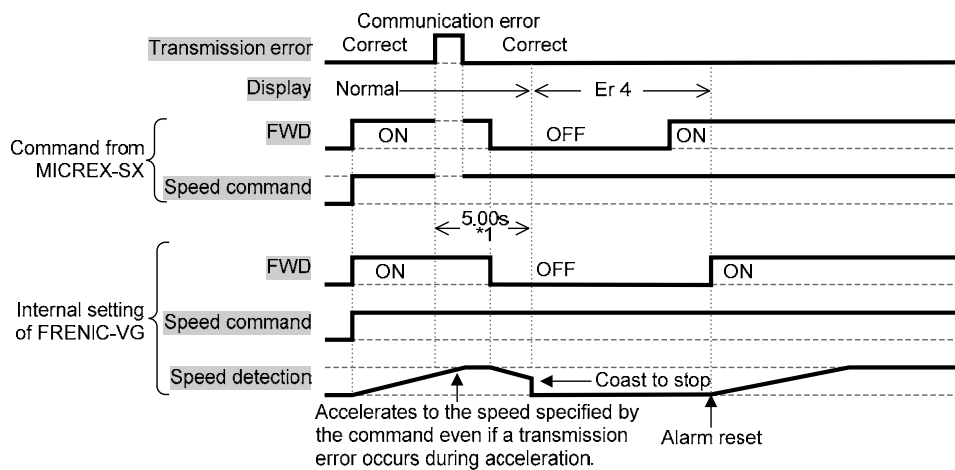 Communication error
Transmission error Correct Correct
Display Normal Er 4
FWD ON OFF ON
Command from
MICREX-SX
Speed command
5.00s
*1
FWD ON OFF ON
Internal setting
of FRENIC-VG
Speed command
Speed detection Coast to stop
Accelerates to the speed specified by
the command even if a transmission
error occurs during acceleration.
Alarm reset